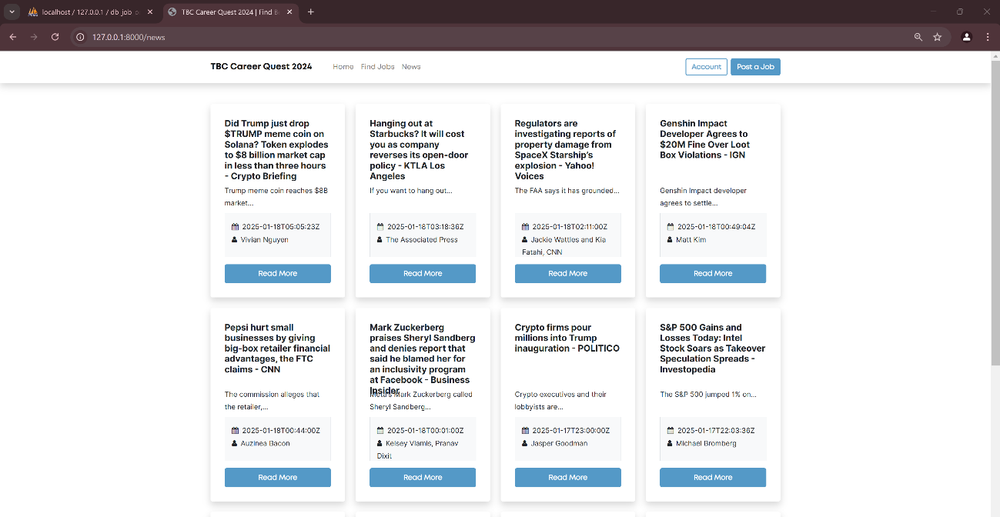 localhost / 127.0.0.1 / db_job
TBC Career Quest 2024 | Find B
127.0.0.1:8000/news
TBC Career Quest 2024
Home
Find Jobs
News
Account
Post a Job
Did Trump just drop
$TRUMP meme coin on
Solana? Token explodes
to $8 billion market cap
in less than three hours
- Crypto Briefing
Trump meme coin reaches $8B
market...
2025-01-18T05:05:23Z
Vivian Nguyen
Read More
Hanging out at
Starbucks? It will cost
you as company
reverses its open-door
policy - KTLA Los
Angeles
If you want to hang out...
2025-01-18T03:18:36Z
The Associated Press
Read More
Regulators are
investigating reports of
property damage from
SpaceX Starship’s
explosion - Yahoo!
Voices
The FAA says it has grounded...
2025-01-18T02:11:00Z
Jackie Wattles and Kia
Fatahi, CNN
Read More
Genshin Impact
Developer Agrees to
$20M Fine Over Loot
Box Violations - IGN
Genshin Impact developer
agrees to settle...
2025-01-18T00:49:04Z
Matt Kim
Read More
Pepsi hurt small
businesses by giving
big-box retailer financial
advantages, the FTC
claims - CNN
The commission alleges that
the retailer,...
2025-01-18T00:44:00Z
Auzinea Bacon
Read More
Mark Zuckerberg
praises Sheryl Sandberg
and denies report that
said he blamed her for
an inclusivity program
at Facebook - Business
Insider
Meta's Mark Zuckerberg called
Sheryl Sandberg...
2025-01-18T00:01:00Z
Kelsey Vlamis, Pranav
Dixit
Read More
Crypto firms pour
millions into Trump
inauguration - POLITICO
Crypto executives and their
lobbyists are...
2025-01-17T23:00:00Z
Jasper Goodman
Read More
S&P 500 Gains and
Losses Today: Intel
Stock Soars as Takeover
Speculation Spreads -
Investopedia
The S&P 500 jumped 1% on...
2025-01-17T22:03:36Z
Michael Bromberg
Read More